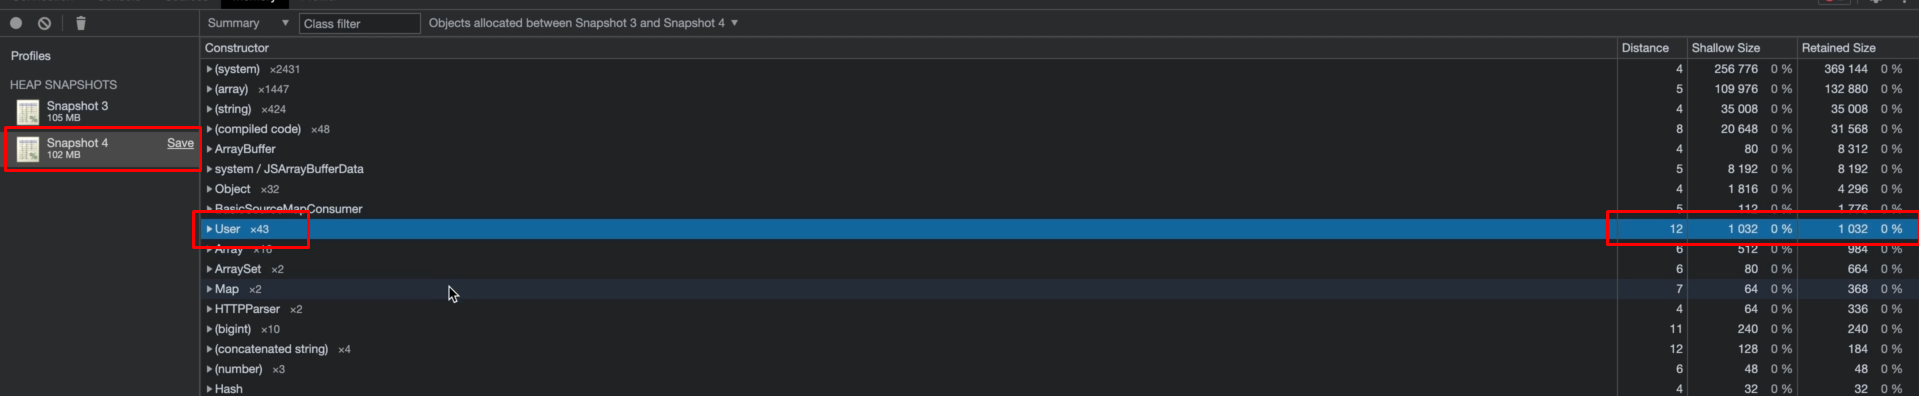 Summary ▼ Class filter Objects allocated between Snapshot 3 and Snapshot 4 ▼
Profiles
HEAP SNAPSHOTS
Snapshot 3
105 MB
Snapshot 4 Save
102 MB
Constructor Distance Shallow Size Retained Size
(system) ×2431 4 256 776 0 % 369 144 0 %
(array) ×1447 5 109 976 0 % 132 880 0 %
(string) ×424 4 35 008 0 % 35 008 0 %
(compiled code) ×48 8 20 648 0 % 31 568 0 %
ArrayBuffer 4 80 0 % 8 312 0 %
system / JSArrayBufferData 5 8 192 0 % 8 192 0 %
Object ×32 4 1 816 0 % 4 296 0 %
BasicSourceMapConsumer 5 112 0 % 1 776 0 %
User ×43 12 1 032 0 % 1 032 0 %
Array 6 512 0 % 984 0 %
ArraySet ×2 6 80 0 % 664 0 %
Map ×2 7 64 0 % 368 0 %
HTTPParser ×2 4 64 0 % 336 0 %
(bigint) ×10 11 240 0 % 240 0 %
(concatenated string) ×4 12 128 0 % 184 0 %
(number) ×3 6 48 0 % 48 0 %
Hash 4 32 0 % 32 0 %